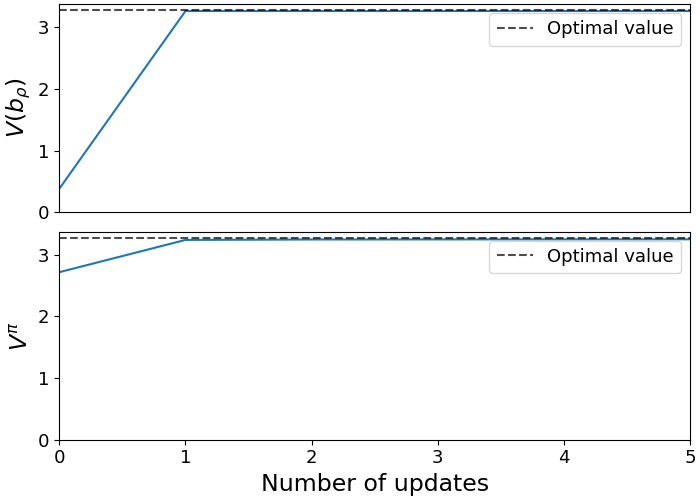 3
2
1
0
V(b_ρ)
Optimal value
3
2
1
0
V^π
Optimal value
0 1 2 3 4 5
Number of updates